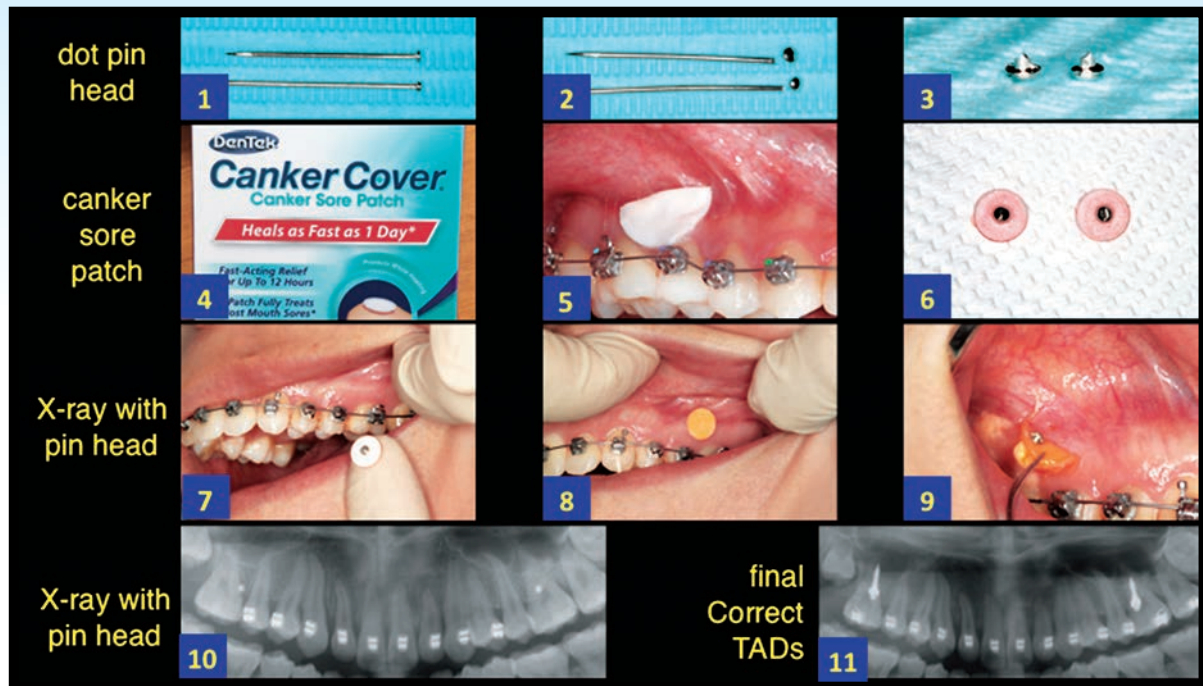 dot pin
head
1
2
3
canker
sore
patch
DenTek
Canker Cover®
Canker Sore Patch
Heals as Fast as 1 Day*
Fast-Acting Relief
Up To 12 Hours
Patch Fully Treats
Mouth Sores*
4
5
6
X-ray with
pin head
7
8
9
X-ray with
pin head
10
final
Correct
TADs
11